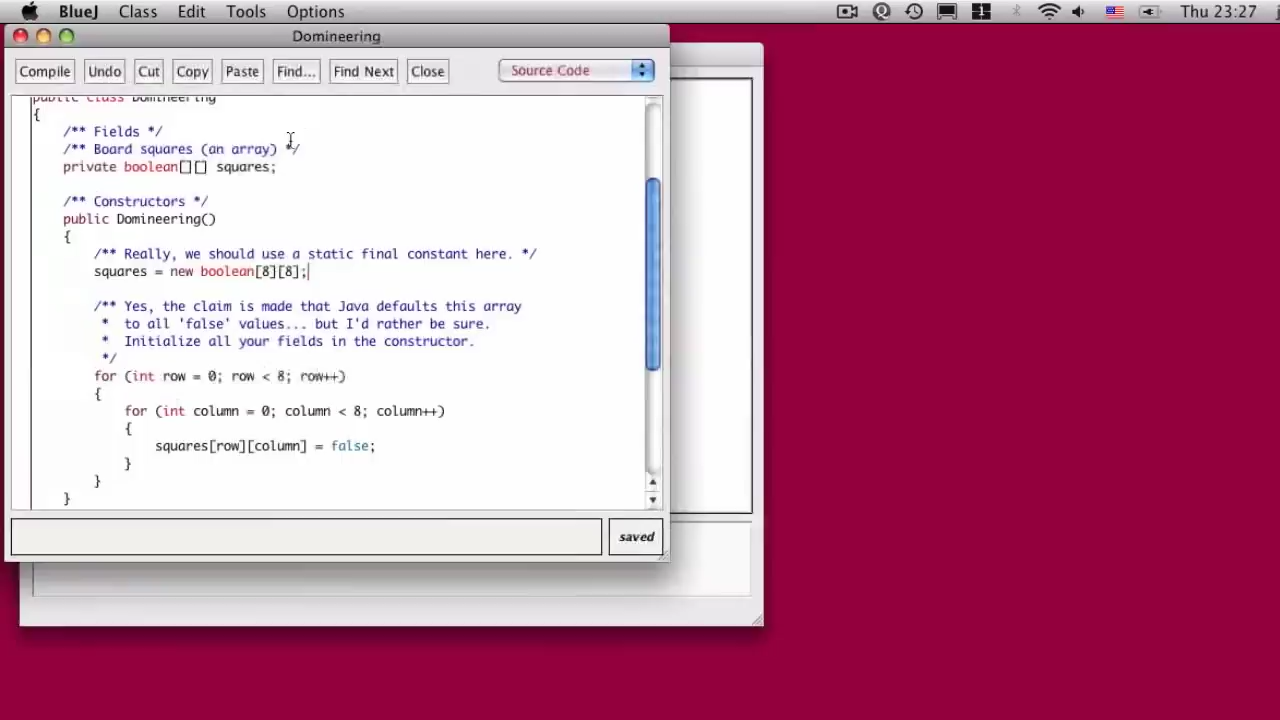 BlueJ Class Edit Tools Options Thu 23:27
Domineering
Compile Undo Cut Copy Paste Find... Find Next Close Source Code
public class Domineering
{
/** Fields */
/** Board squares (an array) */
private boolean[][] squares;
/** Constructors */
public Domineering()
{
/** Really, we should use a static final constant here. */
squares = new boolean[8][8];
/** Yes, the claim is made that Java defaults this array
* to all 'false' values... but I'd rather be sure.
* Initialize all your fields in the constructor.
*/
for (int row = 0; row < 8; row++)
{
for (int column = 0; column < 8; column++)
{
squares[row][column] = false;
}
}
}
saved